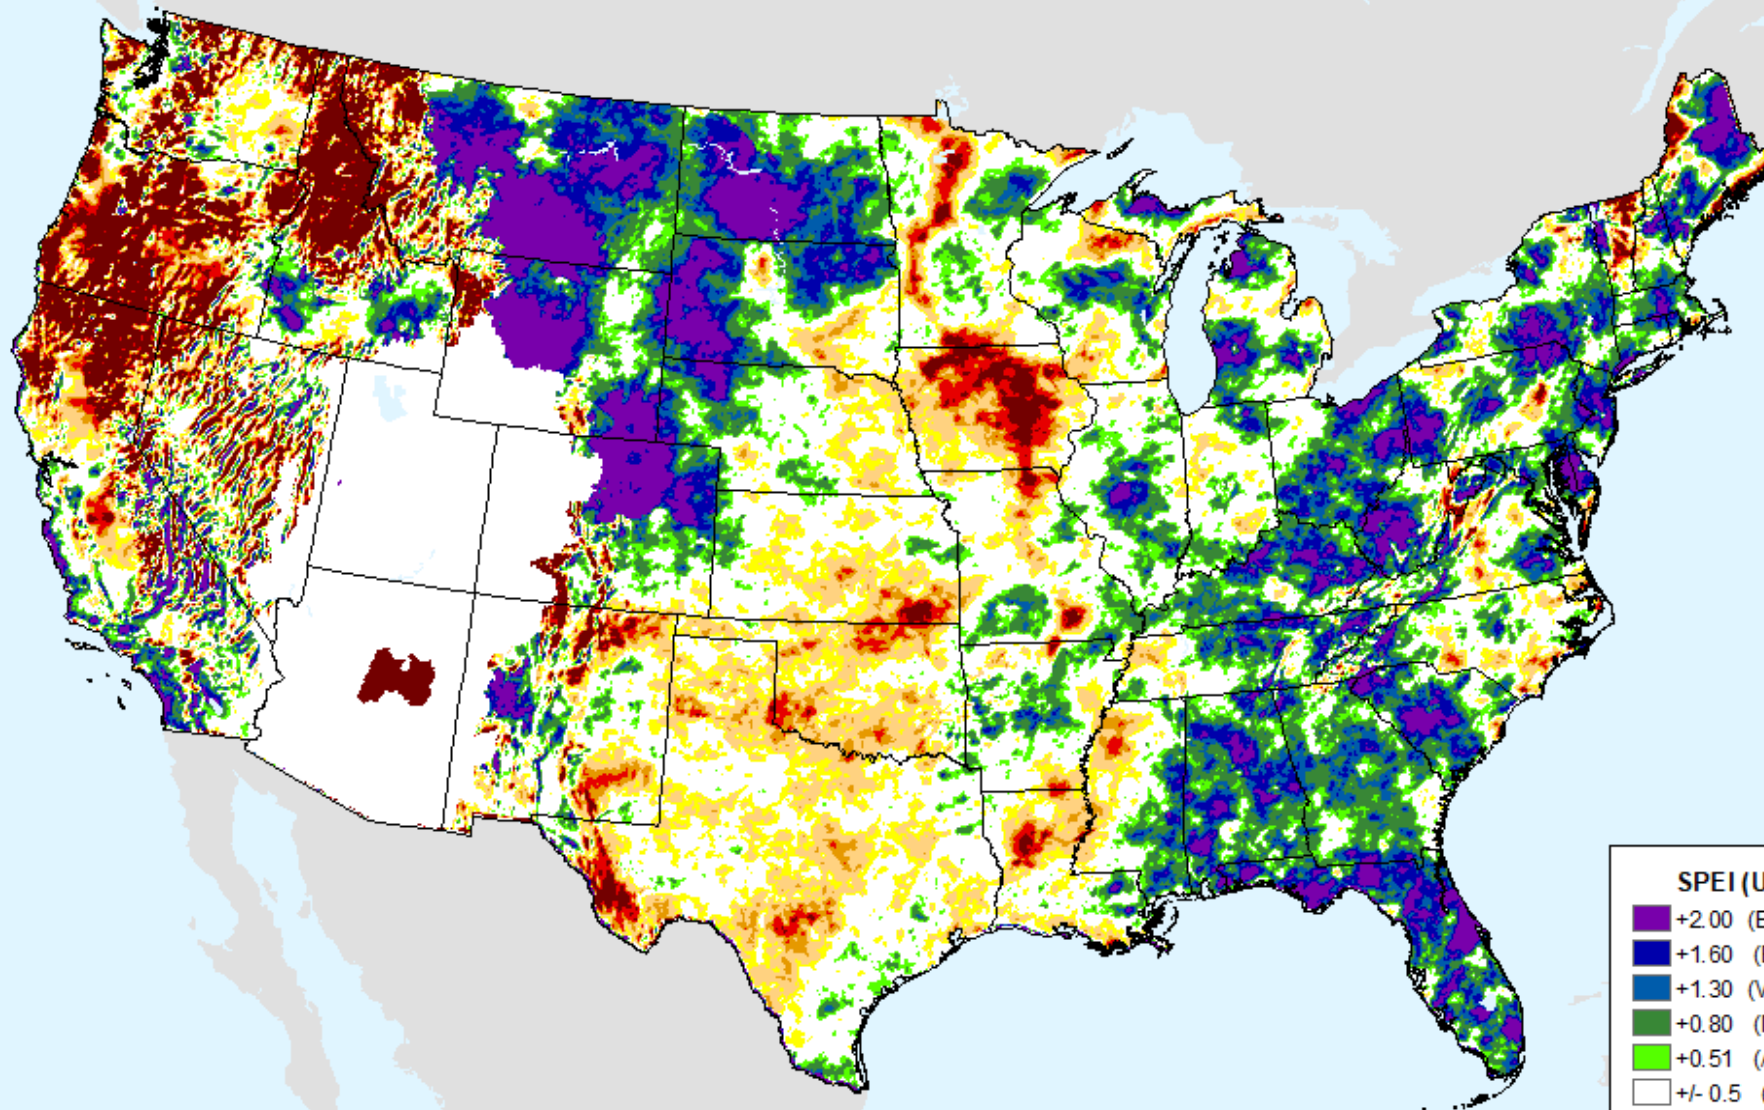 SPEI (U
+2.00 (E
+1.60 (
+1.30 (V
+0.80 (
+0.51 (
+/- 0.5 (